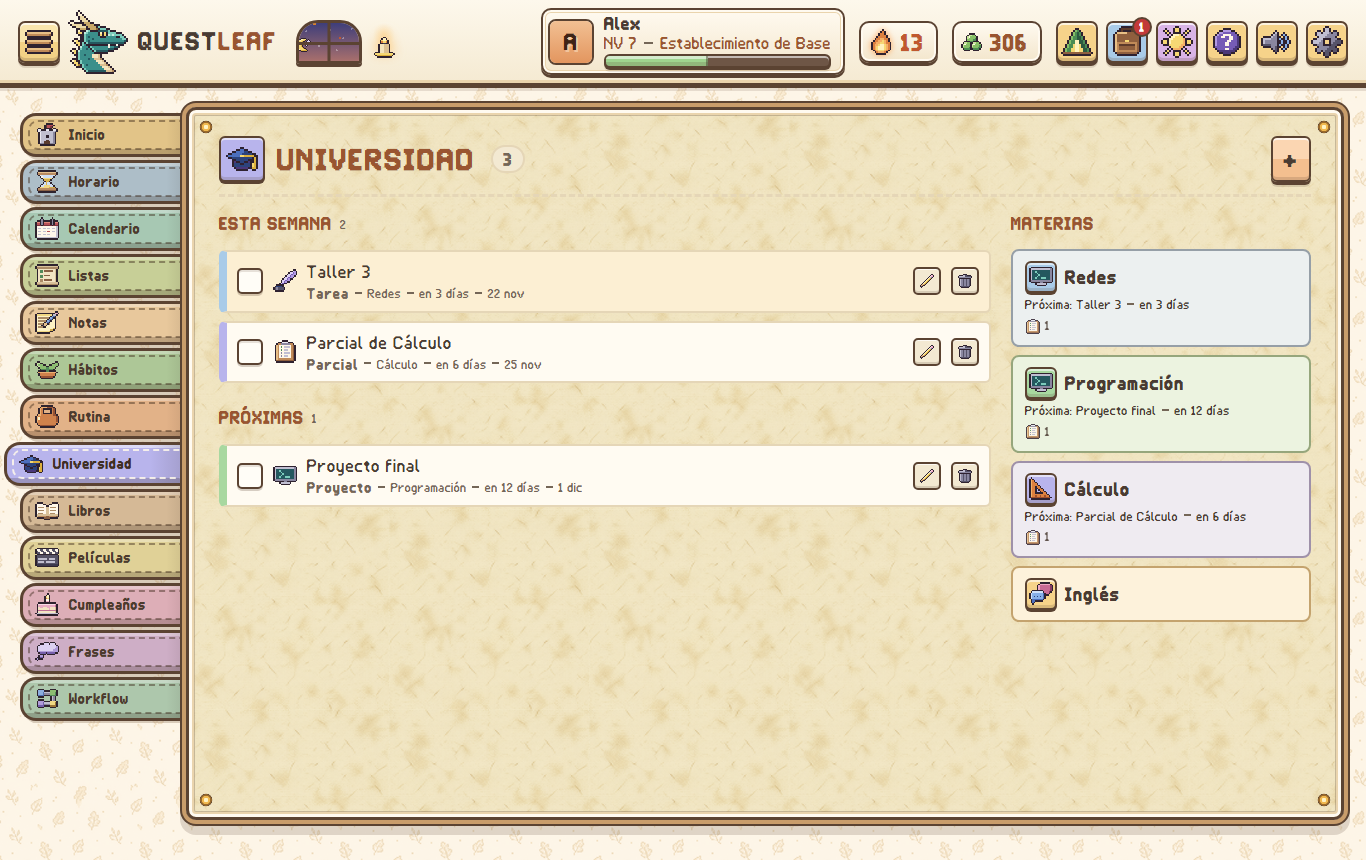 QUESTLEAF
A
Alex
NV 7 — Establecimiento de Base
13
306
1
?
Inicio
Horario
Calendario
Listas
Notas
Hábitos
Rutina
Universidad
Libros
Películas
Cumpleaños
Frases
Workflow
UNIVERSIDAD 3
+
ESTA SEMANA 2
Taller 3
Tarea — Redes — en 3 días — 22 nov
Parcial de Cálculo
Parcial — Cálculo — en 6 días — 25 nov
PRÓXIMAS 1
Proyecto final
Proyecto — Programación — en 12 días — 1 dic
MATERIAS
Redes
Próxima: Taller 3 — en 3 días
1
Programación
Próxima: Proyecto final — en 12 días
1
Cálculo
Próxima: Parcial de Cálculo — en 6 días
1
Inglés